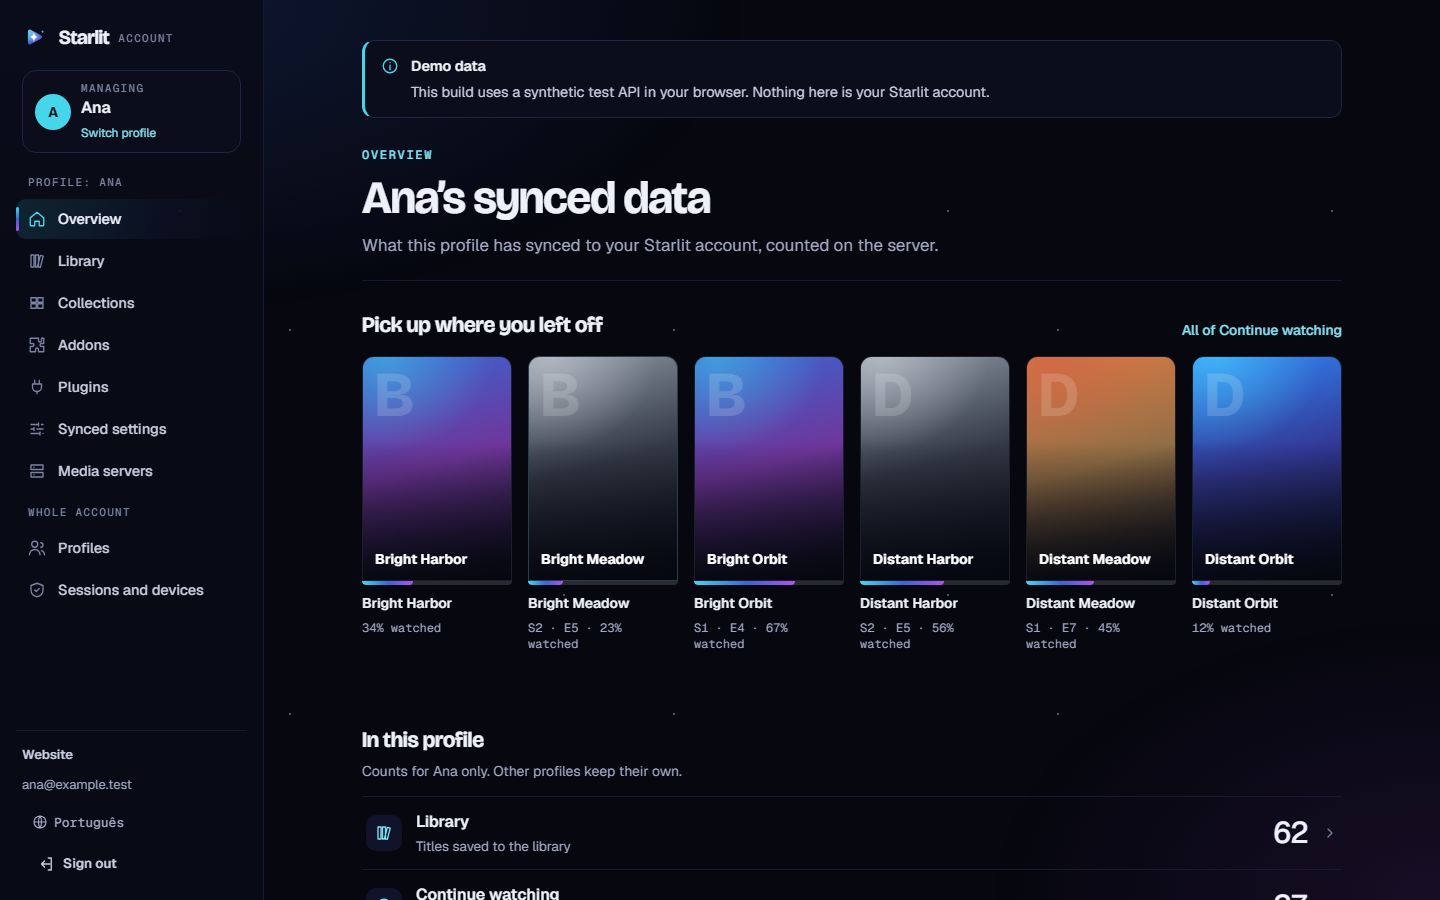 Starlit ACCOUNT
A
MANAGING
Ana
Switch profile
PROFILE: ANA
Overview
Library
Collections
Addons
Plugins
Synced settings
Media servers
WHOLE ACCOUNT
Profiles
Sessions and devices
Website
ana@example.test
Português
Sign out
Demo data
This build uses a synthetic test API in your browser. Nothing here is your Starlit account.
OVERVIEW
Ana’s synced data
What this profile has synced to your Starlit account, counted on the server.
Pick up where you left off
All of Continue watching
B
Bright Harbor
Bright Harbor
34% watched
B
Bright Meadow
Bright Meadow
S2 · E5 · 23%
watched
B
Bright Orbit
Bright Orbit
S1 · E4 · 67%
watched
D
Distant Harbor
Distant Harbor
S2 · E5 · 56%
watched
D
Distant Meadow
Distant Meadow
S1 · E7 · 45%
watched
D
Distant Orbit
Distant Orbit
12% watched
In this profile
Counts for Ana only. Other profiles keep their own.
Library
Titles saved to the library
62
Continue watching